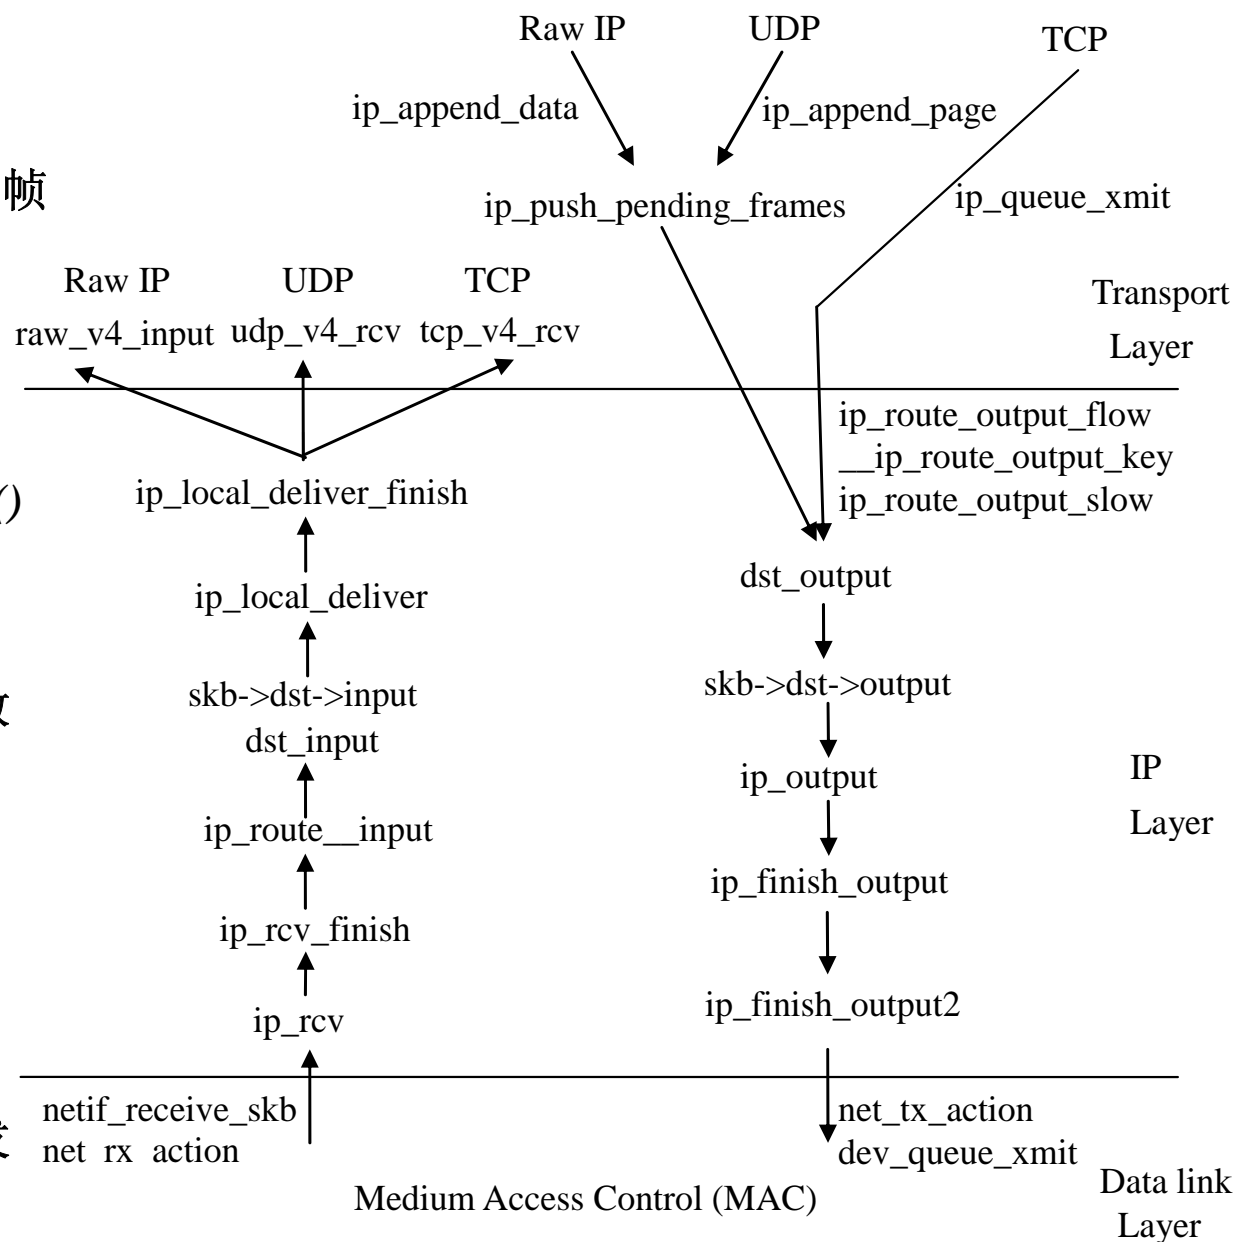 Raw IP UDP TCP
ip_append_data ip_append_page
帧
ip_push_pending_frames ip_queue_xmit
Raw IP UDP TCP
Transport
Layer
raw_v4_input udp_v4_rcv tcp_v4_rcv
ip_route_output_flow
__ip_route_output_key
ip_route_output_slow
()
ip_local_deliver_finish
dst_output
ip_local_deliver
skb->dst->input
dst_input
skb->dst->output
ip_output
IP
Layer
ip_route__input
ip_finish_output
ip_rcv_finish
ip_finish_output2
ip_rcv
netif_receive_skb
net_rx_action
net_tx_action
dev_queue_xmit
Medium Access Control (MAC)
Data link
Layer